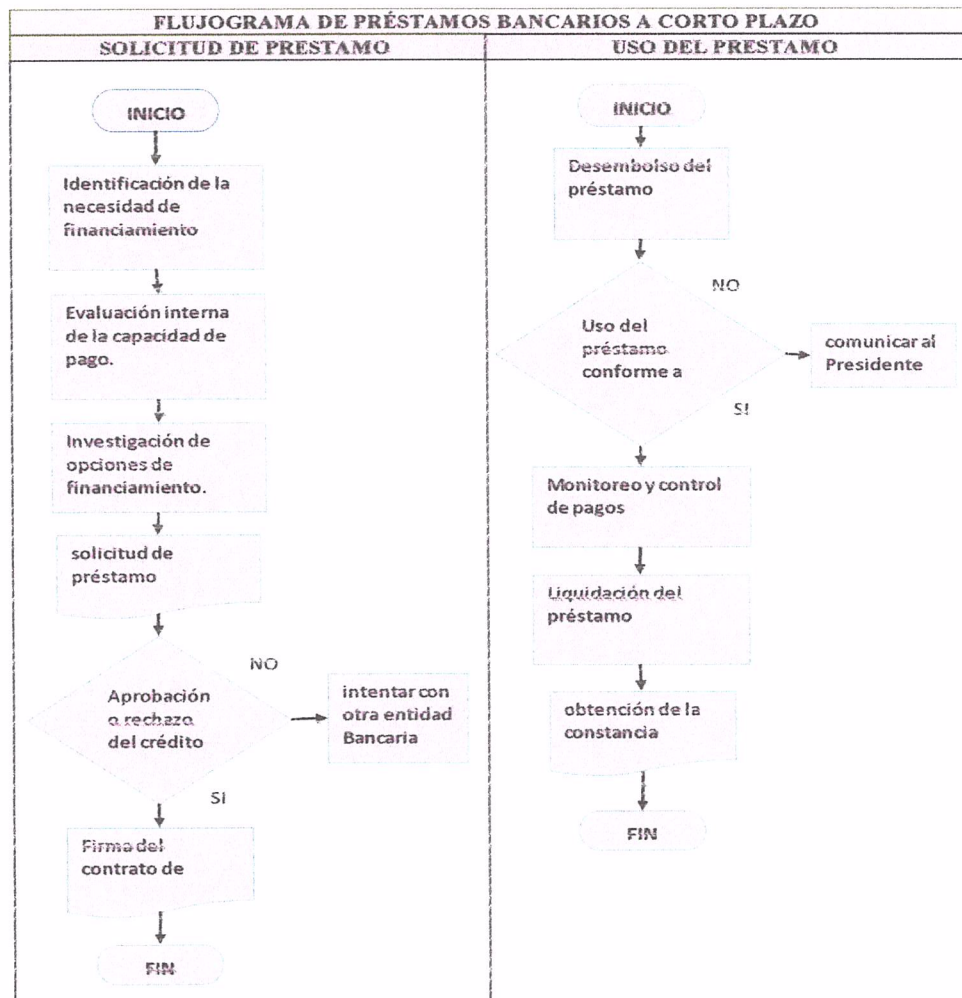 FLUJOGRAMA DE PRÉSTAMOS BANCARIOS A CORTO PLAZO
SOLICITUD DE PRESTAMO
INICIO
Identificación de la
necesidad de
financiamiento
Evaluación interna
de la capacidad de
pago.
Investigación de
opciones de
financiamiento.
solicitud de
préstamo
Aprobación
o rechazo
del crédito
NO
intentar con
otra entidad
Bancaria
SI
Firma del
contrato de
FIN
USO DEL PRESTAMO
INICIO
Desembolso del
préstamo
Uso del
préstamo
conforme a
NO
comunicar al
Presidente
SI
Monitoreo y control
de pagos
Liquidación del
préstamo
obtención de la
constancia
FIN